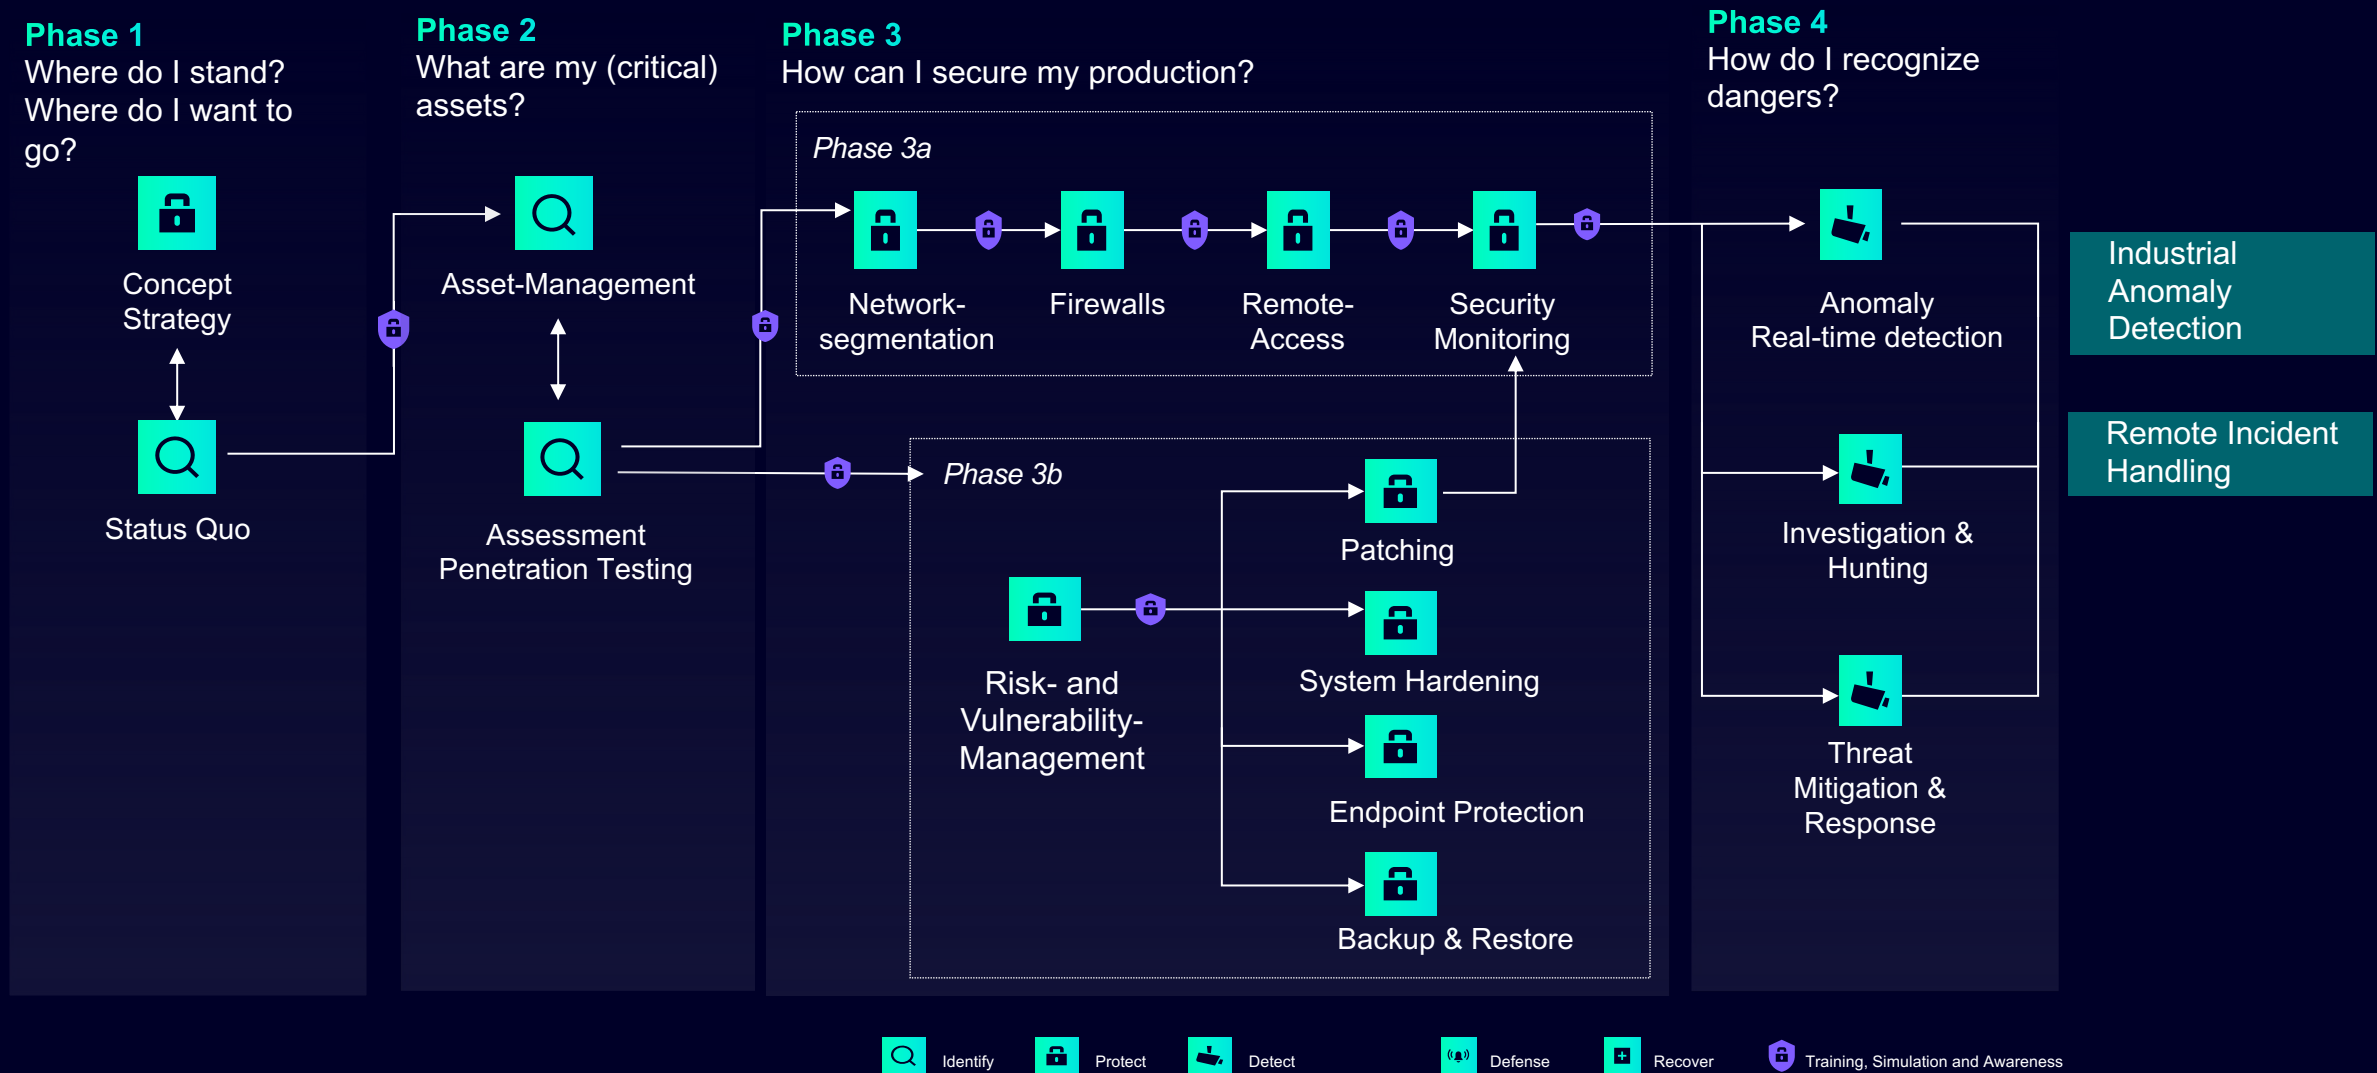 Phase 1
Where do I stand?
Where do I want to
go?
Concept
Strategy
Status Quo
Phase 2
What are my (critical)
assets?
Asset-Management
Assessment
Penetration Testing
Phase 3
How can I secure my production?
Phase 3a
Network-
segmentation
Firewalls
Remote-
Access
Security
Monitoring
Phase 3b
Risk- and
Vulnerability-
Management
Patching
System Hardening
Endpoint Protection
Backup & Restore
Phase 4
How do I recognize
dangers?
Anomaly
Real-time detection
Investigation &
Hunting
Threat
Mitigation &
Response
Industrial
Anomaly
Detection
Remote Incident
Handling
Identify
Protect
Detect
Defense
Recover
Training, Simulation and Awareness